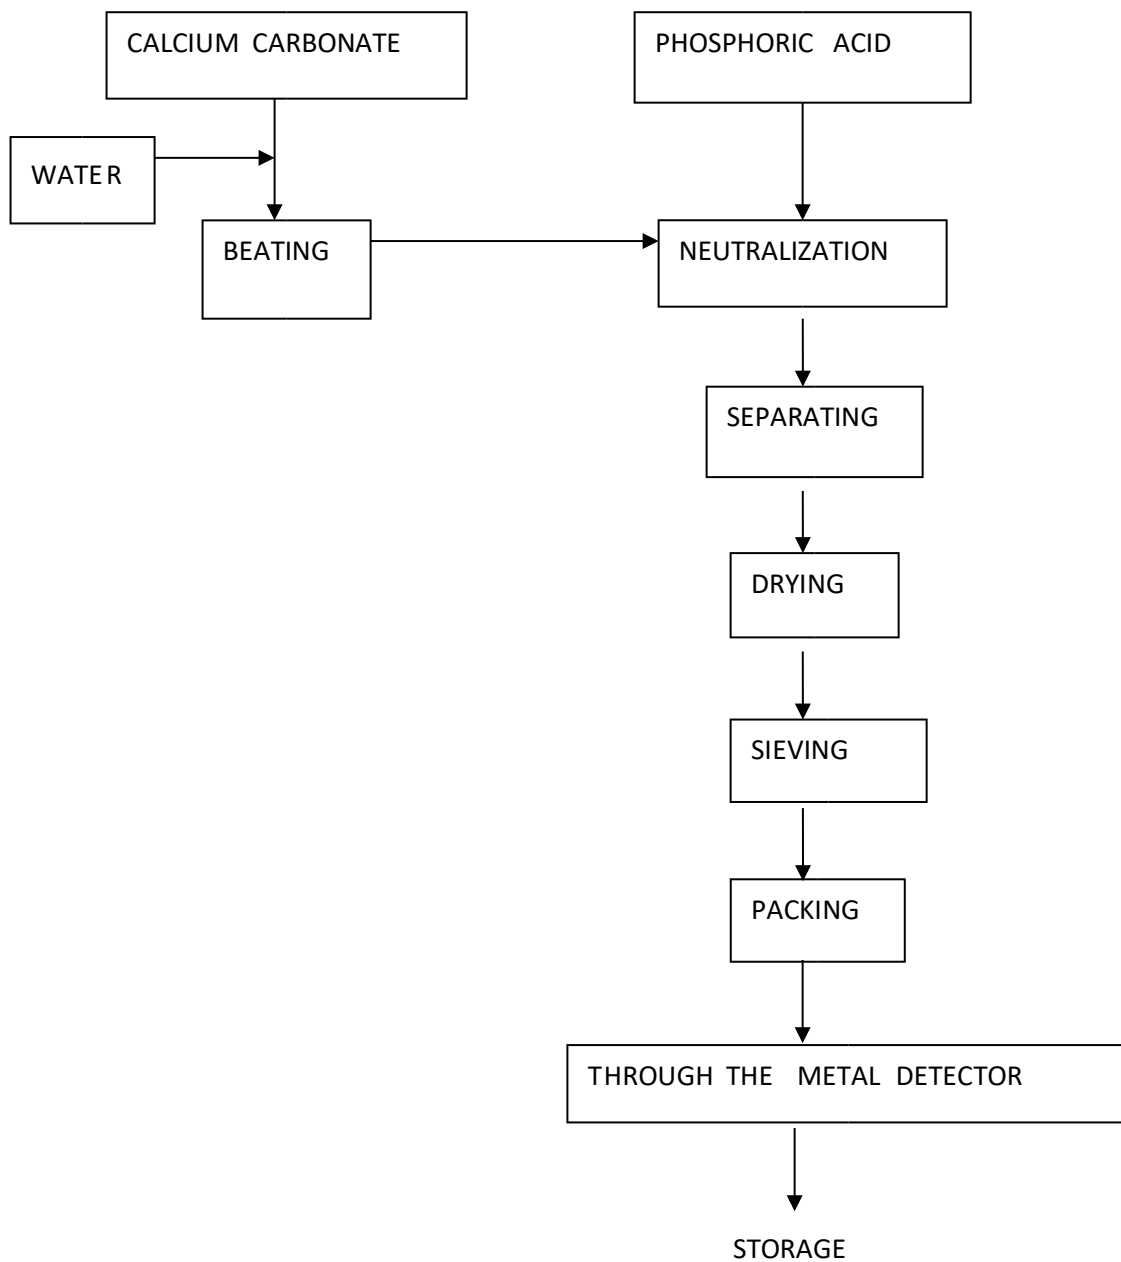 CALCIUM CARBONATE
PHOSPHORIC ACID
WATER
BEATING
NEUTRALIZATION
SEPARATING
DRYING
SIEVING
PACKING
THROUGH THE METAL DETECTOR
STORAGE